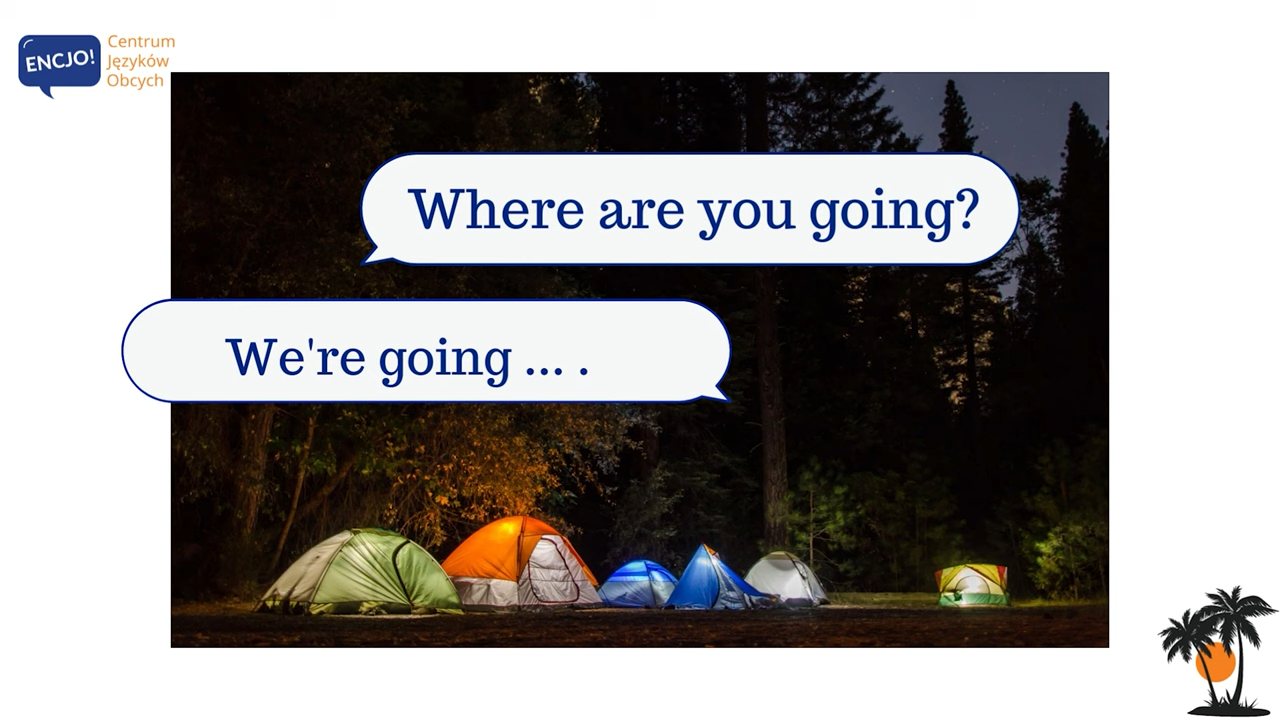 ENCJO!
Centrum
Języków
Obcych
Where are you going?
We're going ... .